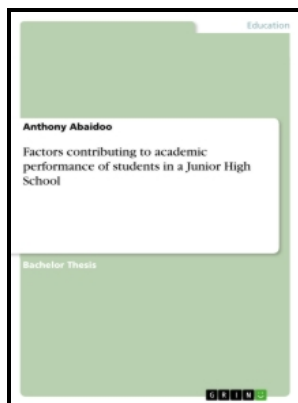 Education
Anthony Abaidoo
Factors contributing to academic
performance of students in a Junior High
School
Bachelor Thesis
GRIN